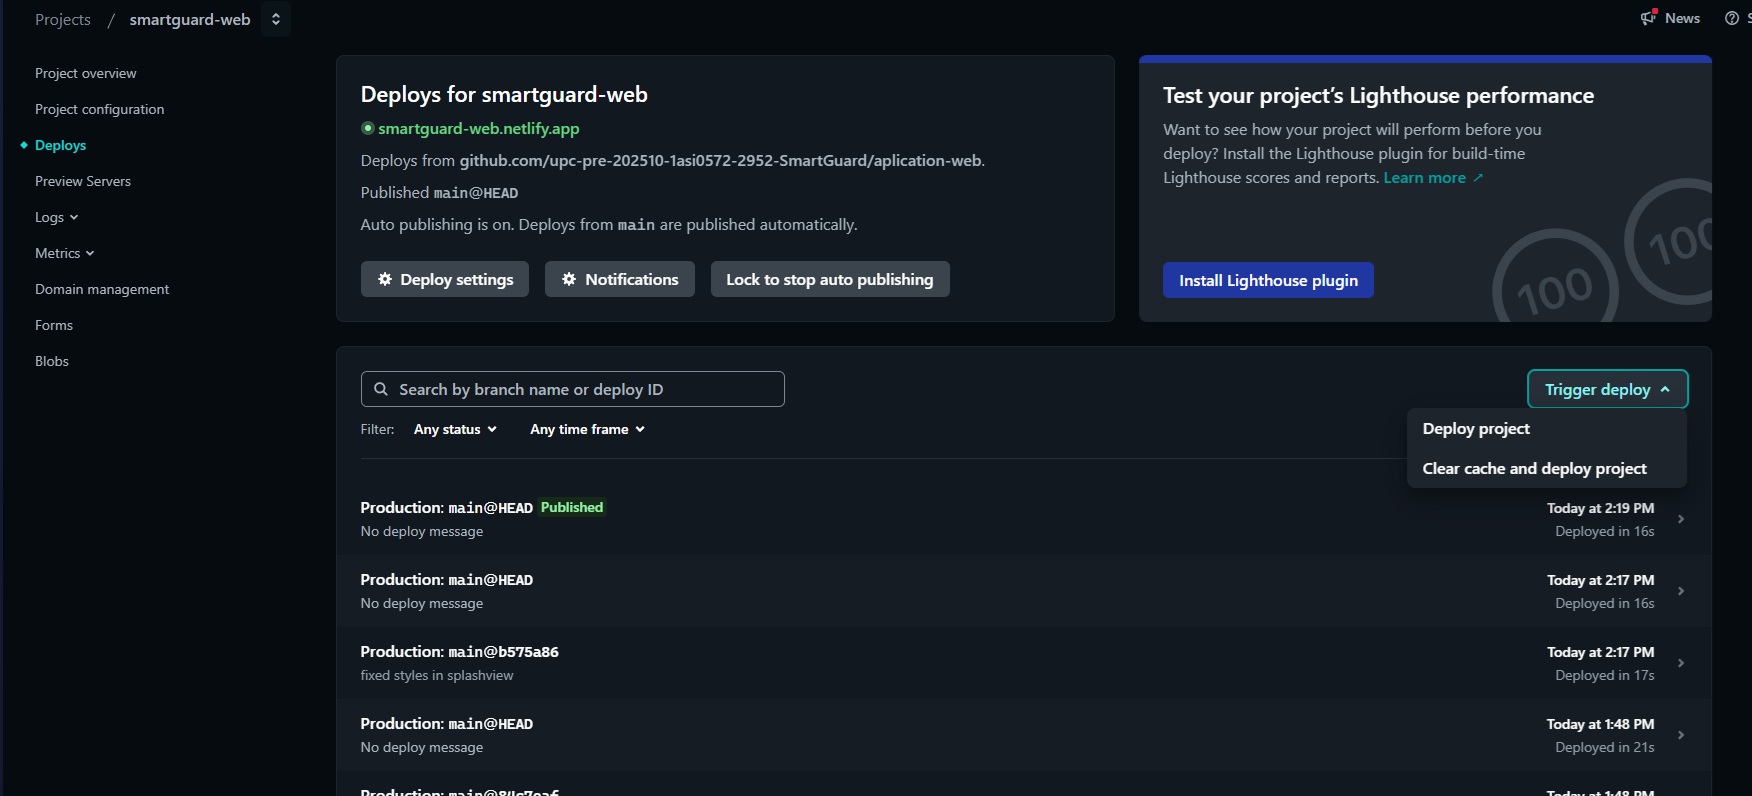 Projects / smartguard-web
News
Project overview
Project configuration
Deploys
Preview Servers
Logs
Metrics
Domain management
Forms
Blobs
Deploys for smartguard-web
smartguard-web.netlify.app
Deploys from github.com/upc-pre-202510-1asi0572-2952-SmartGuard/aplication-web.
Published main@HEAD
Auto publishing is on. Deploys from main are published automatically.
Deploy settings
Notifications
Lock to stop auto publishing
Test your project's Lighthouse performance
Want to see how your project will perform before you
deploy? Install the Lighthouse plugin for build-time
Lighthouse scores and reports. Learn more ↗
Install Lighthouse plugin
100
100
Search by branch name or deploy ID
Trigger deploy
Filter: Any status Any time frame
Deploy project
Clear cache and deploy project
Production: main@HEAD Published
No deploy message
Today at 2:19 PM
Deployed in 16s
Production: main@HEAD
No deploy message
Today at 2:17 PM
Deployed in 16s
Production: main@b575a86
fixed styles in splashview
Today at 2:17 PM
Deployed in 17s
Production: main@HEAD
No deploy message
Today at 1:48 PM
Deployed in 21s
Production:
Today at 1:48 PM